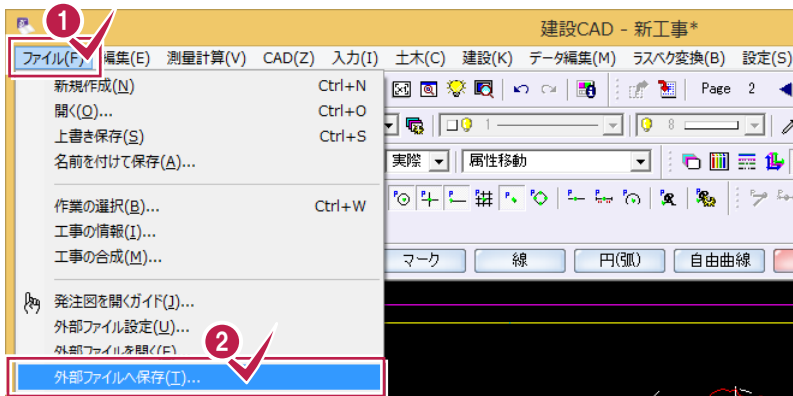 建設CAD - 新工事*
1
ファイル(F) 編集(E) 測量計算(V) CAD(Z) 入力(I) 土木(C) 建設(K) データ編集(M) ラスベク変換(B) 設定(S)
新規作成(N) Ctrl+N
開く(O)... Ctrl+O
上書き保存(S) Ctrl+S
名前を付けて保存(A)...
作業の選択(B)... Ctrl+W
工事の情報(I)...
工事の合成(M)...
発注図を開くガイド(J)...
外部ファイル設定(U)...
外部ファイルを開く(F)...
2
外部ファイルへ保存(T)...
Page 2
1 8
実際 属性移動
マーク 線 円(弧) 自由曲線